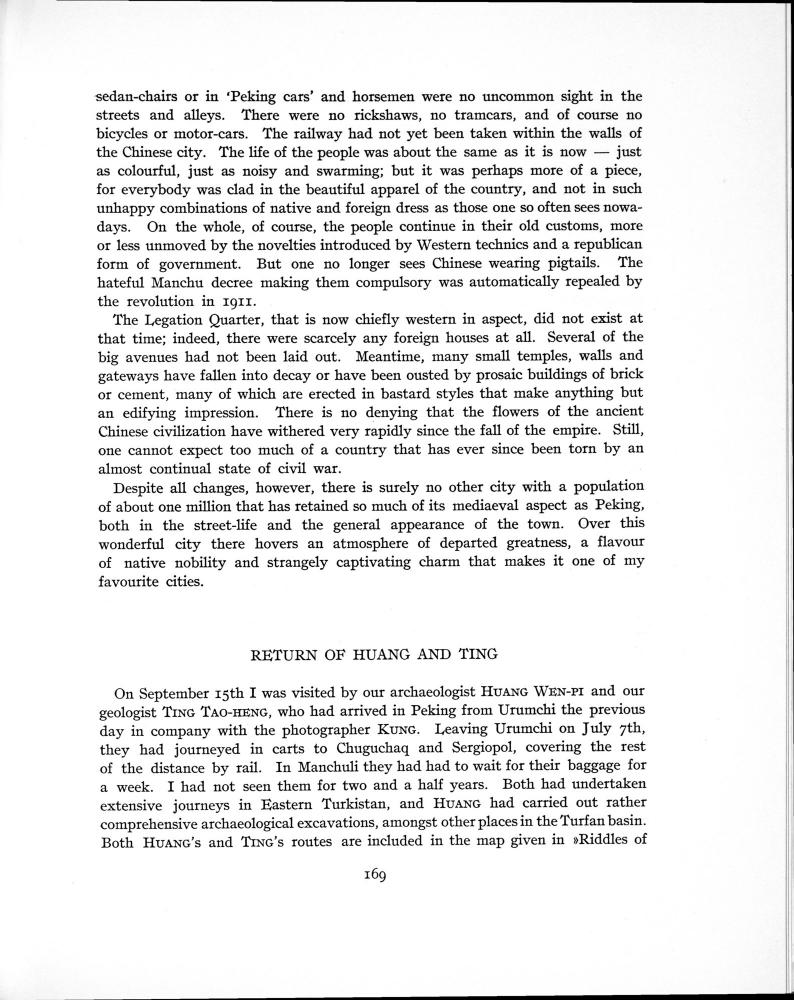 sedan-chairs or in 'Peking cars' and horsemen were no uncommon sight in the
streets and alleys. There were no rickshaws, no tramcars, and of course no
bicycles or motor-cars. The railway had not yet been taken within the walls of
the Chinese city. The life of the people was about the same as it is now — just
as colourful, just as noisy and swarming; but it was perhaps more of a piece,
for everybody was clad in the beautiful apparel of the country, and not in such
unhappy combinations of native and foreign dress as those one so often sees nowa-
days. On the whole, of course, the people continue in their old customs, more
or less unmoved by the novelties introduced by Western technics and a republican
form of government. But one no longer sees Chinese wearing pigtails. The
hateful Manchu decree making them compulsory was automatically repealed by
the revolution in 1911.
The Legation Quarter, that is now chiefly western in aspect, did not exist at
that time; indeed, there were scarcely any foreign houses at all. Several of the
big avenues had not been laid out. Meantime, many small temples, walls and
gateways have fallen into decay or have been ousted by prosaic buildings of brick
or cement, many of which are erected in bastard styles that make anything but
an edifying impression. There is no denying that the flowers of the ancient
Chinese civilization have withered very rapidly since the fall of the empire. Still,
one cannot expect too much of a country that has ever since been torn by an
almost continual state of civil war.
Despite all changes, however, there is surely no other city with a population
of about one million that has retained so much of its mediaeval aspect as Peking,
both in the street-life and the general appearance of the town. Over this
wonderful city there hovers an atmosphere of departed greatness, a flavour
of native nobility and strangely captivating charm that makes it one of my
favourite cities.
RETURN OF HUANG AND TING
On September 15th I was visited by our archaeologist HUANG WEN-PI and our
geologist TING TAO-HENG, who had arrived in Peking from Urumchi the previous
day in company with the photographer KUNG. Leaving Urumchi on July 7th,
they had journeyed in carts to Chuguchaq and Sergiopol, covering the rest
of the distance by rail. In Manchuli they had had to wait for their baggage for
a week. I had not seen them for two and a half years. Both had undertaken
extensive journeys in Eastern Turkistan, and HUANG had carried out rather
comprehensive archaeological excavations, amongst other places in the Turfan basin.
Both HUANG's and TING's routes are included in the map given in »Riddles of
169